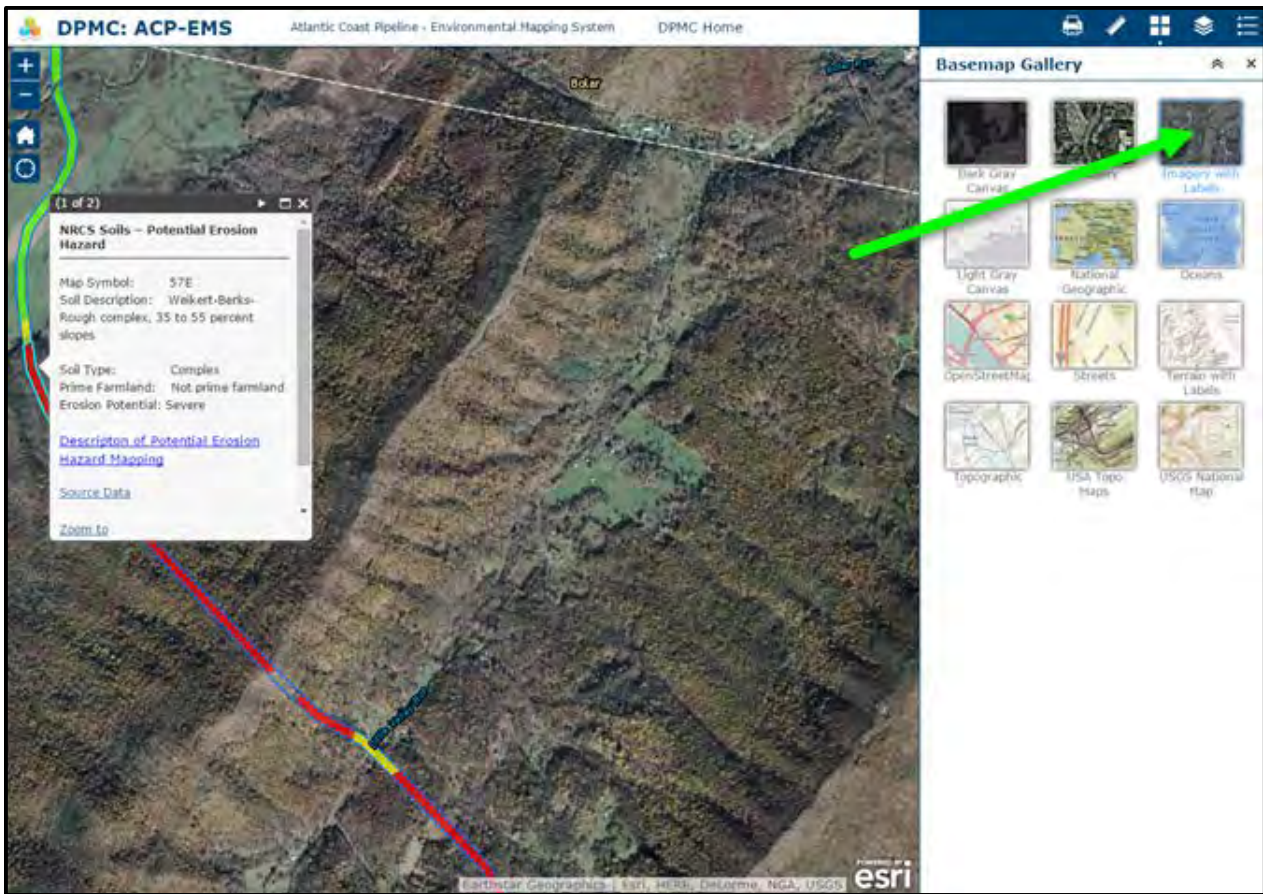 DPMC: ACP-EMS
Atlantic Coast Pipeline - Environmental Mapping System
DPMC Home
Basemap Gallery
Bolar
(1 of 2)
NRCS Soils – Potential Erosion
Hazard
Map Symbol: 57E
Soil Description: Weikert-Berks-
Rough complex, 35 to 55 percent
slopes
Soil Type: Complex
Prime Farmland: Not prime farmland
Erosion Potential: Severe
Descripton of Potential Erosion
Hazard Mapping
Source Data
Zoom to
Dark Gray
Canvas
Imagery with
Labels
Light Gray
Canvas
National
Geographic
Oceans
OpenStreetMap
Streets
Terrain with
Labels
Topographic
USA Topo
Maps
USGS National
Map
Earthstar Geographics | Esri, HERE, DeLorme, NGA, USGS
POWERED BY
esri